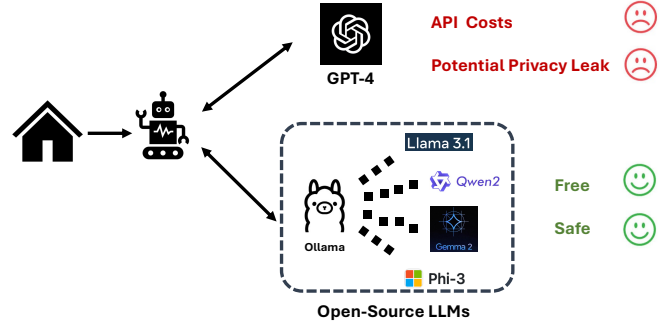 API Costs
GPT-4
Potential Privacy Leak
Llama 3.1
Qwen2
Free
Ollama
Gemma 2
Safe
Phi-3
Open-Source LLMs